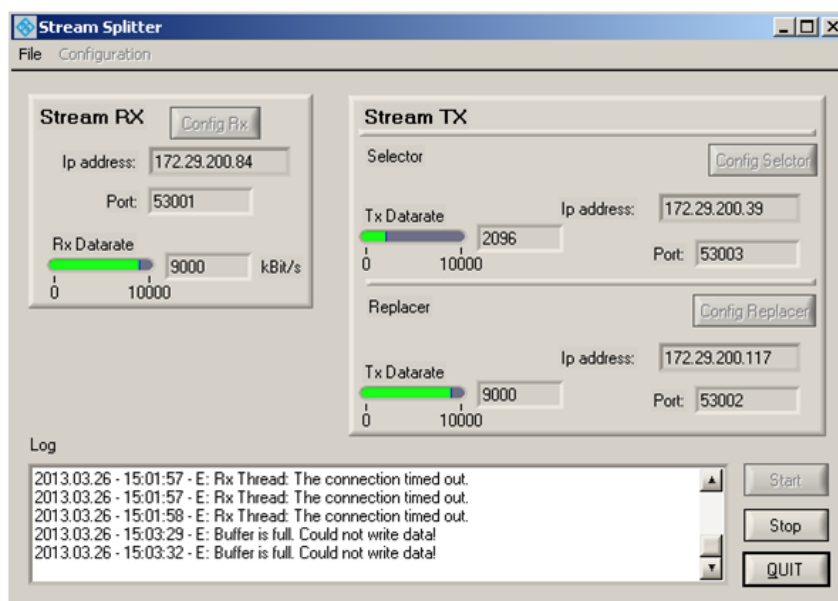 Stream Splitter
File Configuration
Stream RX
Config Rx
Ip address: 172.29.200.84
Port: 53001
Rx Datarate
9000 kBit/s
0 10000
Stream TX
Selector
Config Selctor
Tx Datarate
2096
0 10000
Ip address: 172.29.200.39
Port: 53003
Replacer
Config Replacer
Tx Datarate
9000
0 10000
Ip address: 172.29.200.117
Port: 53002
Log
2013.03.26 - 15:01:57 - E: Rx Thread: The connection timed out.
2013.03.26 - 15:01:57 - E: Rx Thread: The connection timed out.
2013.03.26 - 15:01:58 - E: Rx Thread: The connection timed out.
2013.03.26 - 15:03:29 - E: Buffer is full. Could not write data!
2013.03.26 - 15:03:32 - E: Buffer is full. Could not write data!
Start
Stop
QUIT